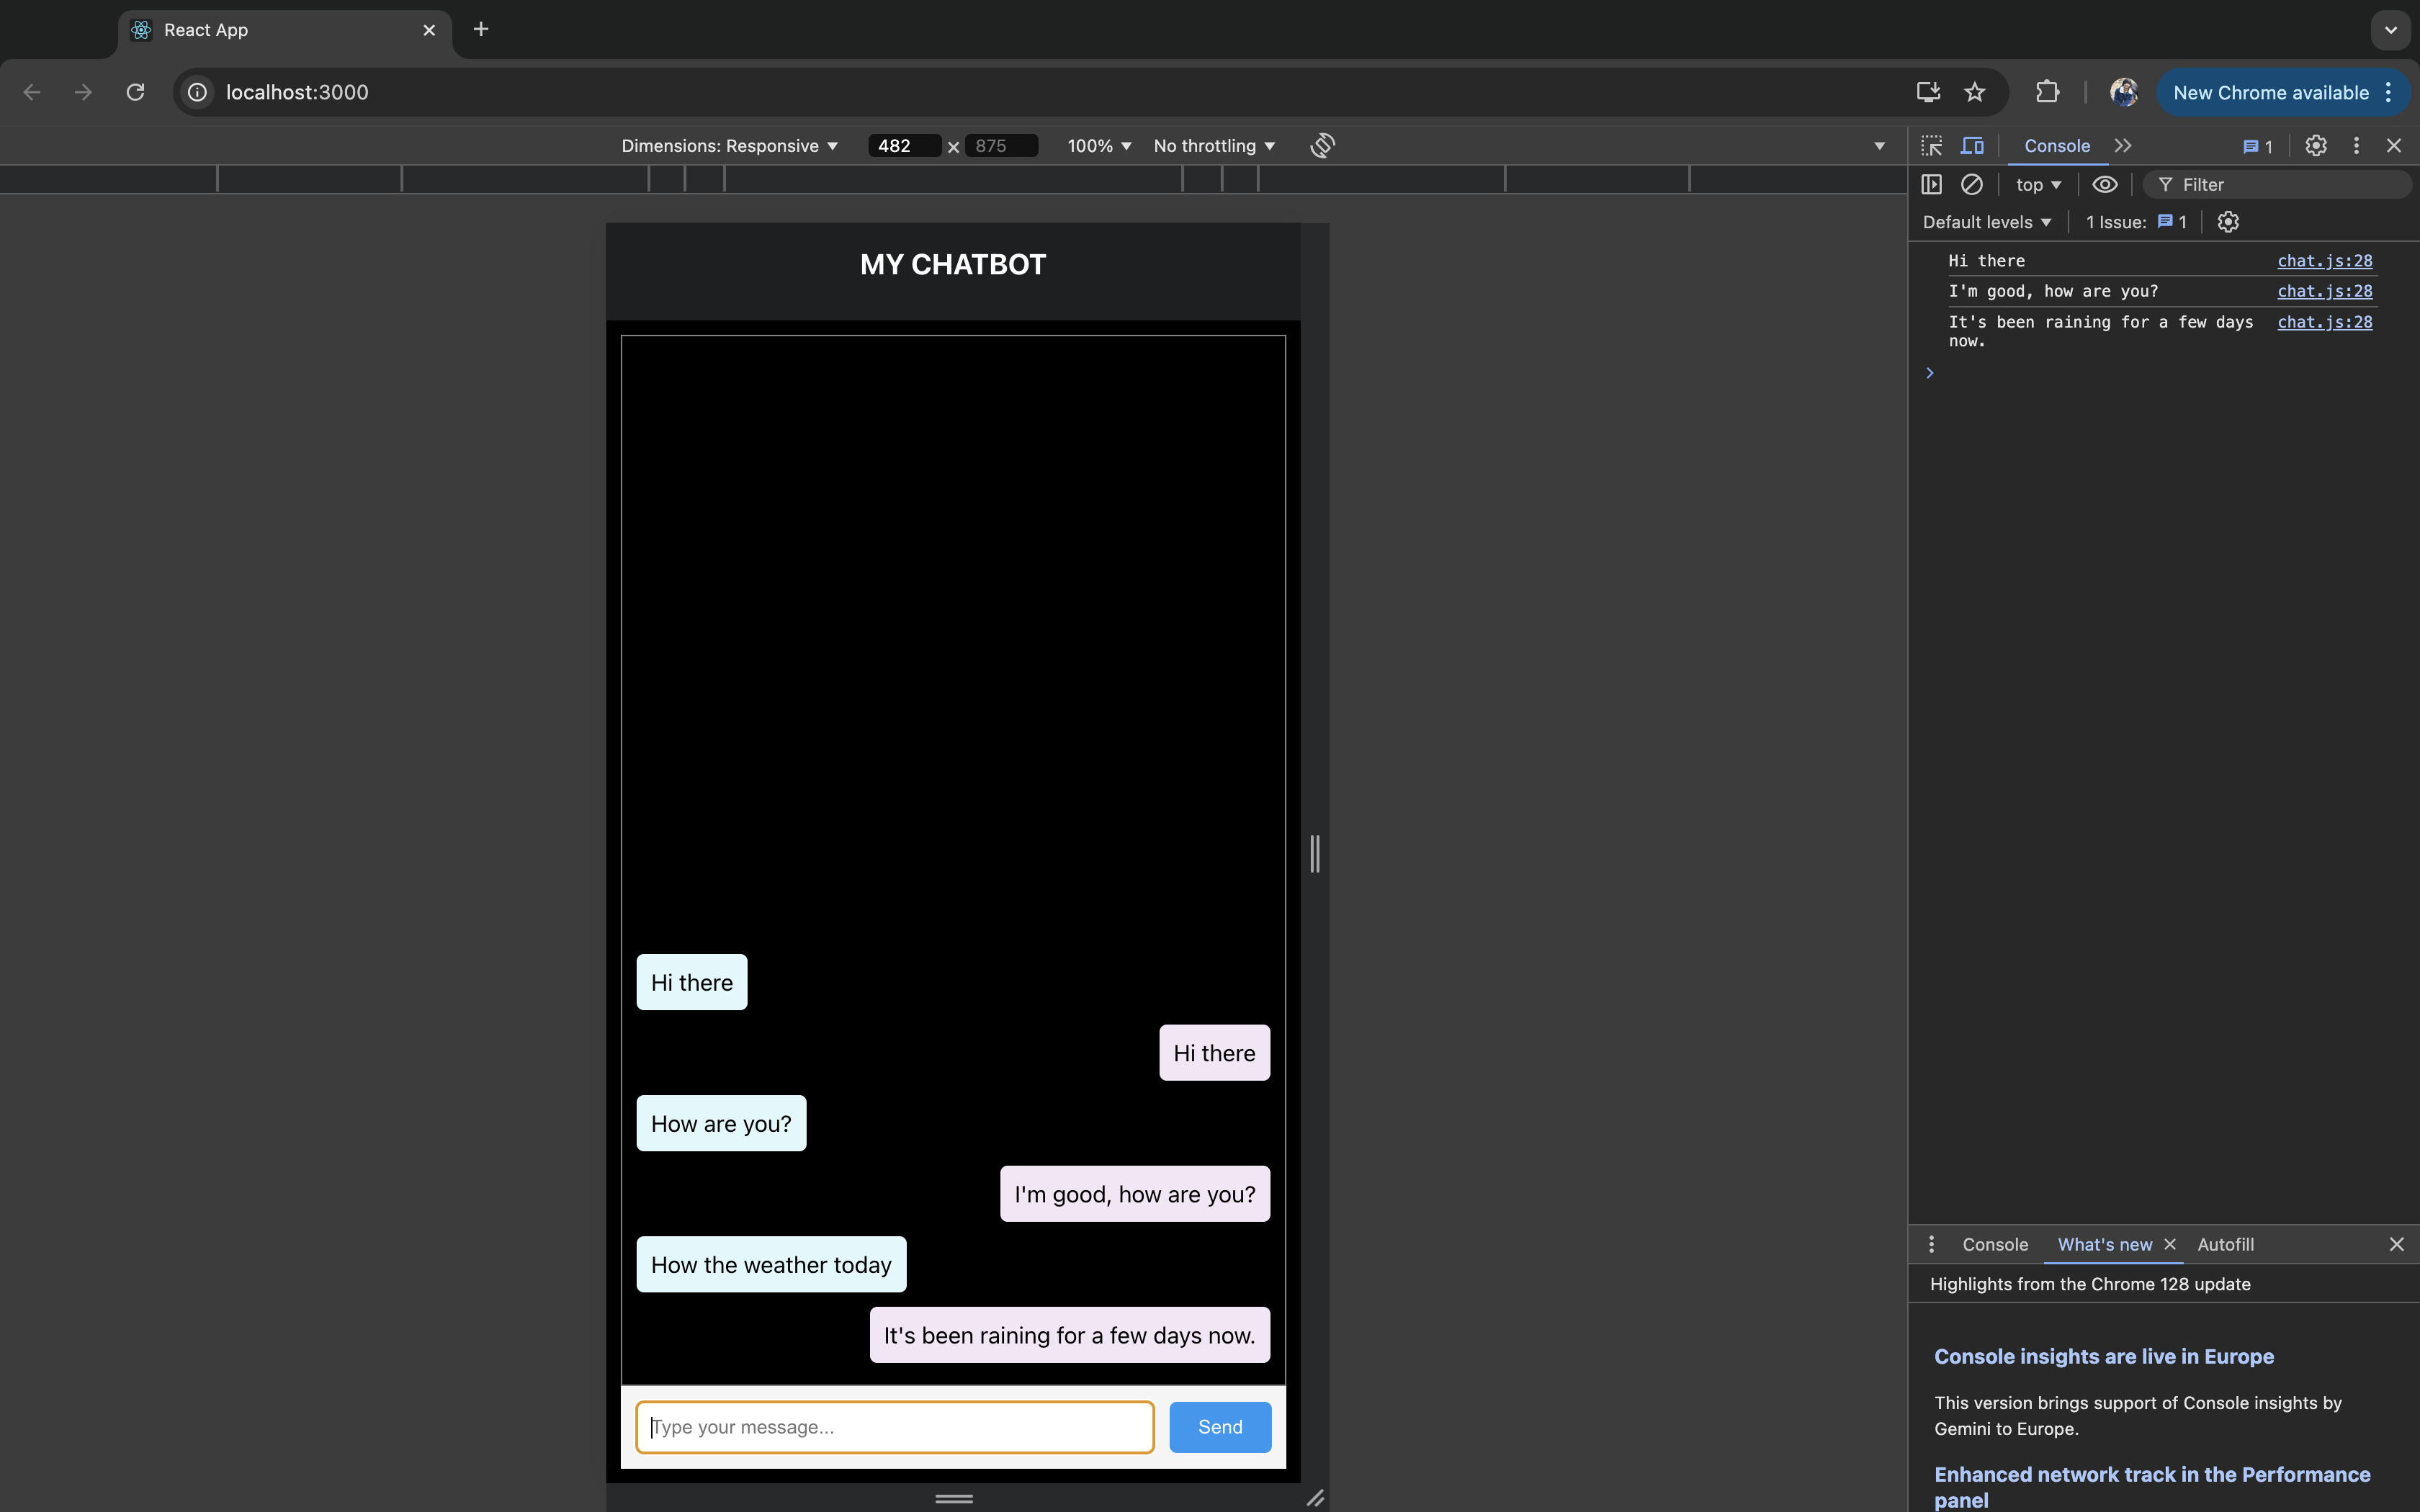 React App
localhost:3000
New Chrome available
Dimensions: Responsive
482 × 875
100%
No throttling
Console
1
top
Filter
Default levels
1 Issue:
1
Hi there chat.js:28
I'm good, how are you? chat.js:28
It's been raining for a few days chat.js:28
now.
MY CHATBOT
Hi there
Hi there
How are you?
I'm good, how are you?
How the weather today
It's been raining for a few days now.
Type your message...
Send
Console
What's new
Autofill
Highlights from the Chrome 128 update
Console insights are live in Europe
This version brings support of Console insights by
Gemini to Europe.
Enhanced network track in the Performance
panel